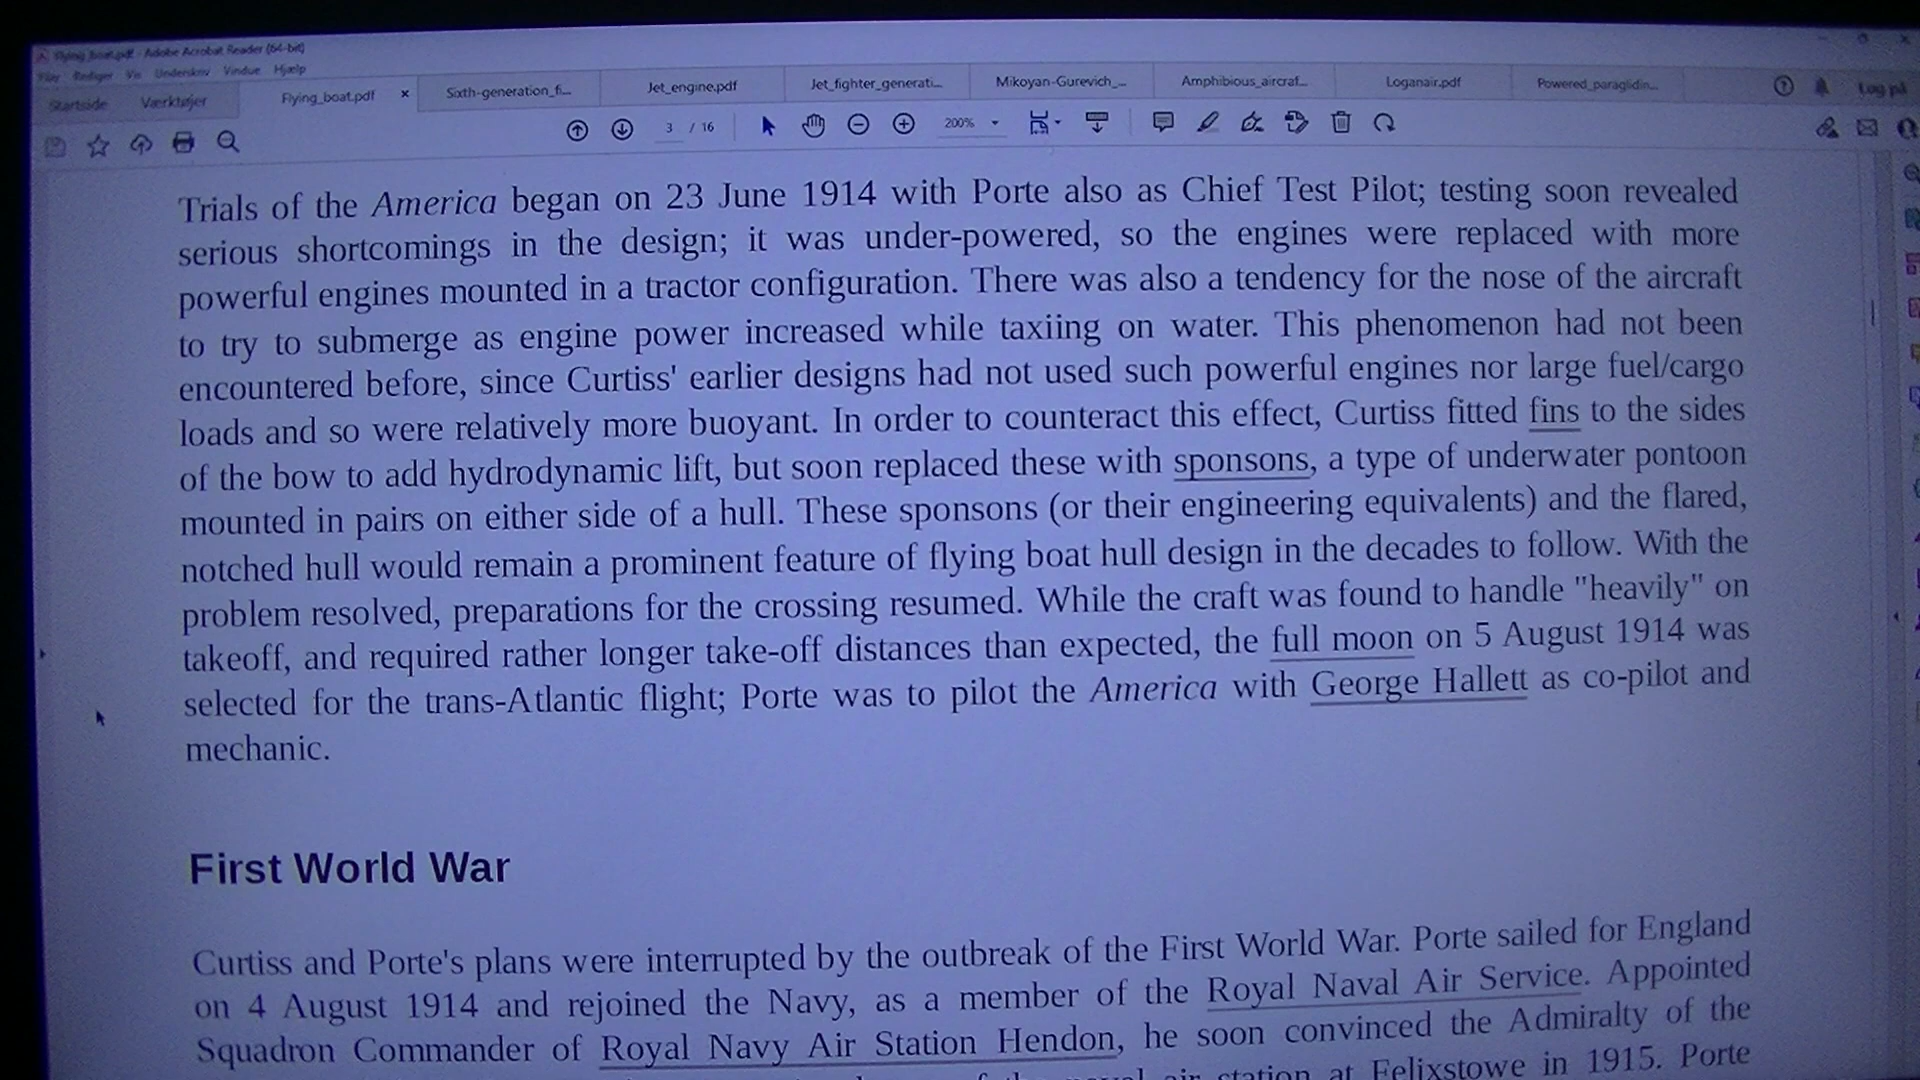 Flying_boat.pdf - Adobe Acrobat Reader (64-bit)
Filer Rediger Vis Underskriv Vindue Hjælp
Startside Værktøjer Flying_boat.pdf × Sixth-generation_fi... Jet_engine.pdf Jet_fighter_generati... Mikoyan-Gurevich_... Amphibious_aircraf... Loganair.pdf Powered_paraglidin... Log på
3 / 16 200%
Trials of the America began on 23 June 1914 with Porte also as Chief Test Pilot; testing soon revealed
serious shortcomings in the design; it was under-powered, so the engines were replaced with more
powerful engines mounted in a tractor configuration. There was also a tendency for the nose of the aircraft
to try to submerge as engine power increased while taxiing on water. This phenomenon had not been
encountered before, since Curtiss' earlier designs had not used such powerful engines nor large fuel/cargo
loads and so were relatively more buoyant. In order to counteract this effect, Curtiss fitted fins to the sides
of the bow to add hydrodynamic lift, but soon replaced these with sponsons, a type of underwater pontoon
mounted in pairs on either side of a hull. These sponsons (or their engineering equivalents) and the flared,
notched hull would remain a prominent feature of flying boat hull design in the decades to follow. With the
problem resolved, preparations for the crossing resumed. While the craft was found to handle "heavily" on
takeoff, and required rather longer take-off distances than expected, the full moon on 5 August 1914 was
selected for the trans-Atlantic flight; Porte was to pilot the America with George Hallett as co-pilot and
mechanic.
First World War
Curtiss and Porte's plans were interrupted by the outbreak of the First World War. Porte sailed for England
on 4 August 1914 and rejoined the Navy, as a member of the Royal Naval Air Service. Appointed
Squadron Commander of Royal Navy Air Station Hendon, he soon convinced the Admiralty of the
air station at Felixstowe in 1915. Porte